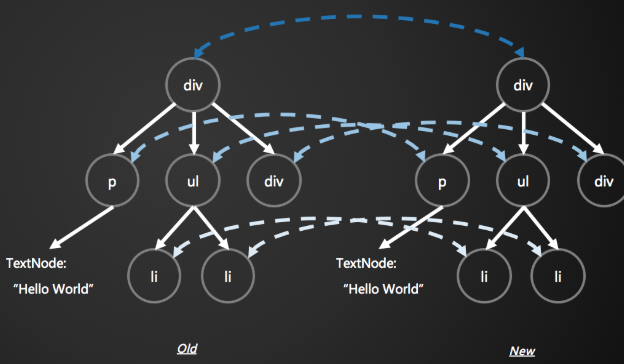 div
div
p
ul
div
p
ul
div
TextNode:
"Hello World"
li
li
TextNode:
"Hello World"
li
li
Old
New